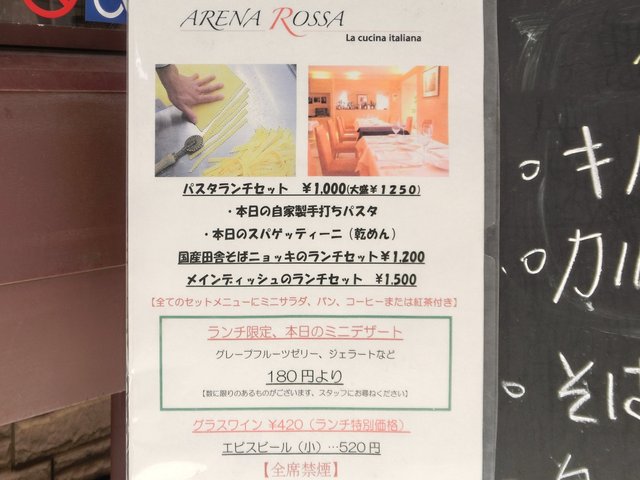 ARENA ROSSA
La cucina italiana
パスタランチセット ¥1,000(大盛¥1250)
・本日の自家製手打ちパスタ
・本日のスパゲッティーニ（乾めん）
国産田舎そばニョッキのランチセット¥1,200
メインディッシュのランチセット ¥1,500
【全てのセットメニューにミニサラダ、パン、コーヒーまたは紅茶付き】
ランチ限定、本日のミニデザート
グレープフルーツゼリー、ジェラートなど
180円より
【数に限りのあるものがございます、スタッフにお尋ねください】
グラスワイン ¥420（ランチ特別価格）
エビスビール（小）…520円
【全席禁煙】
。キノ
。カル
。そば